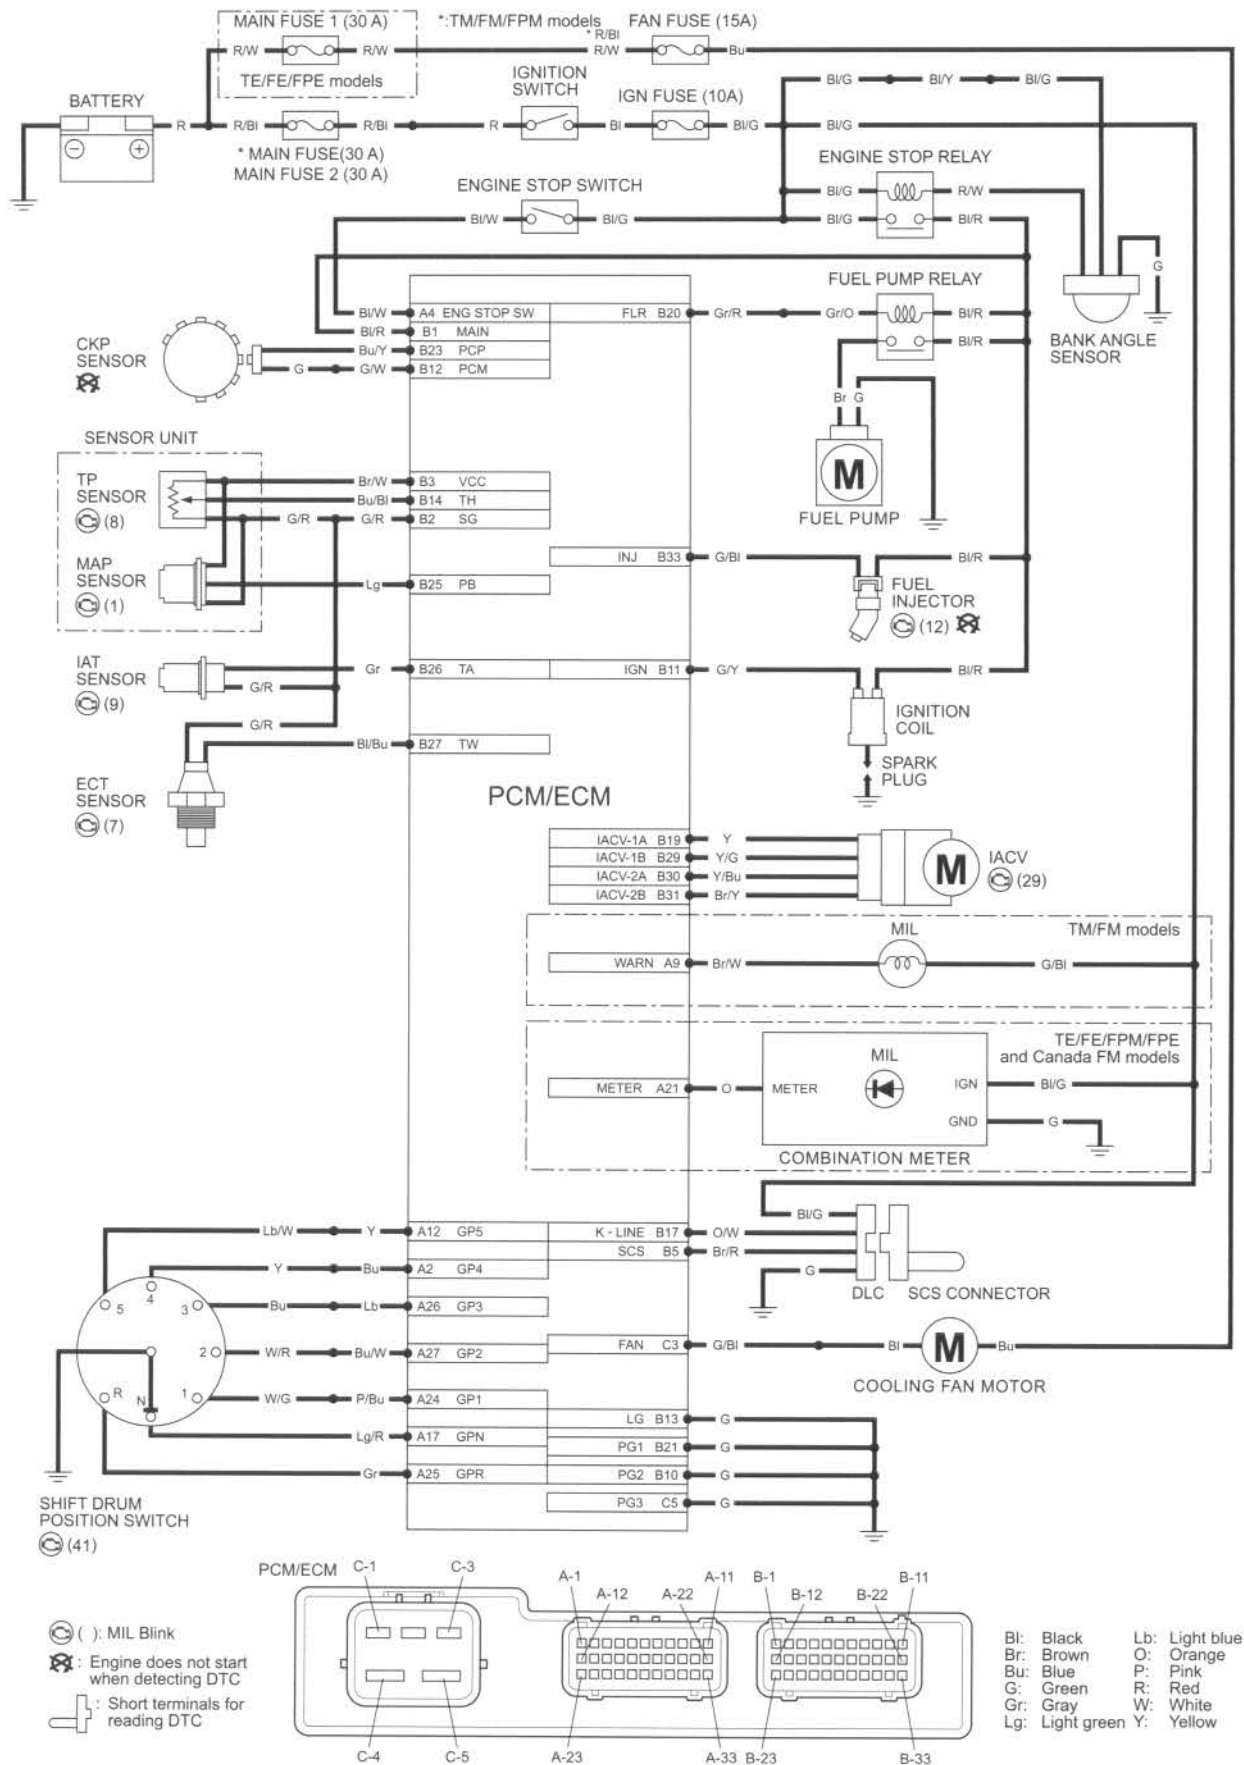 MAIN FUSE 1 (30 A)
*:TM/FM/FPM models
FAN FUSE (15A)
* R/Bl
R/W
R/W
R/W
Bu
TE/FE/FPE models
IGNITION
SWITCH
IGN FUSE (10A)
Bl/G
Bl/Y
Bl/G
BATTERY
R
R/Bl
R/Bl
R
Bl
Bl/G
Bl/G
* MAIN FUSE(30 A)
MAIN FUSE 2 (30 A)
ENGINE STOP RELAY
ENGINE STOP SWITCH
Bl/G
R/W
Bl/W
Bl/G
Bl/G
Bl/R
G
FUEL PUMP RELAY
Bl/W
A4 ENG STOP SW
FLR B20
Gr/R
Gr/O
Bl/R
Bl/R
B1 MAIN
Bl/R
BANK ANGLE
SENSOR
CKP
SENSOR
Bu/Y
B23 PCP
G
G/W
B12 PCM
Br G
M
FUEL PUMP
SENSOR UNIT
TP
SENSOR
(8)
Br/W
B3 VCC
Bu/Bl
B14 TH
G/R
G/R
B2 SG
MAP
SENSOR
(1)
INJ B33
G/Bl
Bl/R
Lg
B25 PB
FUEL
INJECTOR
(12)
IAT
SENSOR
(9)
Gr
B26 TA
IGN B11
G/Y
Bl/R
G/R
G/R
IGNITION
COIL
Bl/Bu
B27 TW
SPARK
PLUG
ECT
SENSOR
(7)
PCM/ECM
IACV-1A B19
Y
IACV-1B B29
Y/G
IACV-2A B30
Y/Bu
IACV-2B B31
Br/Y
M
IACV
(29)
MIL
TM/FM models
WARN A9
Br/W
G/Bl
TE/FE/FPM/FPE
and Canada FM models
MIL
METER A21
O
METER
IGN
Bl/G
GND
G
COMBINATION METER
Bl/G
Lb/W
Y
A12 GP5
K - LINE B17
O/W
SCS B5
Br/R
Y
Bu
A2 GP4
G
DLC
SCS CONNECTOR
5
4
3
Bu
Lb
A26 GP3
2
W/R
Bu/W
A27 GP2
FAN C3
G/Bl
Bl
M
Bu
COOLING FAN MOTOR
R
N
1
W/G
P/Bu
A24 GP1
LG B13
G
Lg/R
A17 GPN
PG1 B21
G
Gr
A25 GPR
PG2 B10
G
PG3 C5
G
SHIFT DRUM
POSITION SWITCH
(41)
PCM/ECM
C-1
C-3
A-1
A-12
A-22
A-11
B-1
B-12
B-22
B-11
C-4
C-5
A-23
A-33
B-23
B-33
( ): MIL Blink
: Engine does not start
when detecting DTC
: Short terminals for
reading DTC
Bl: Black
Br: Brown
Bu: Blue
G: Green
Gr: Gray
Lg: Light green
Lb: Light blue
O: Orange
P: Pink
R: Red
W: White
Y: Yellow